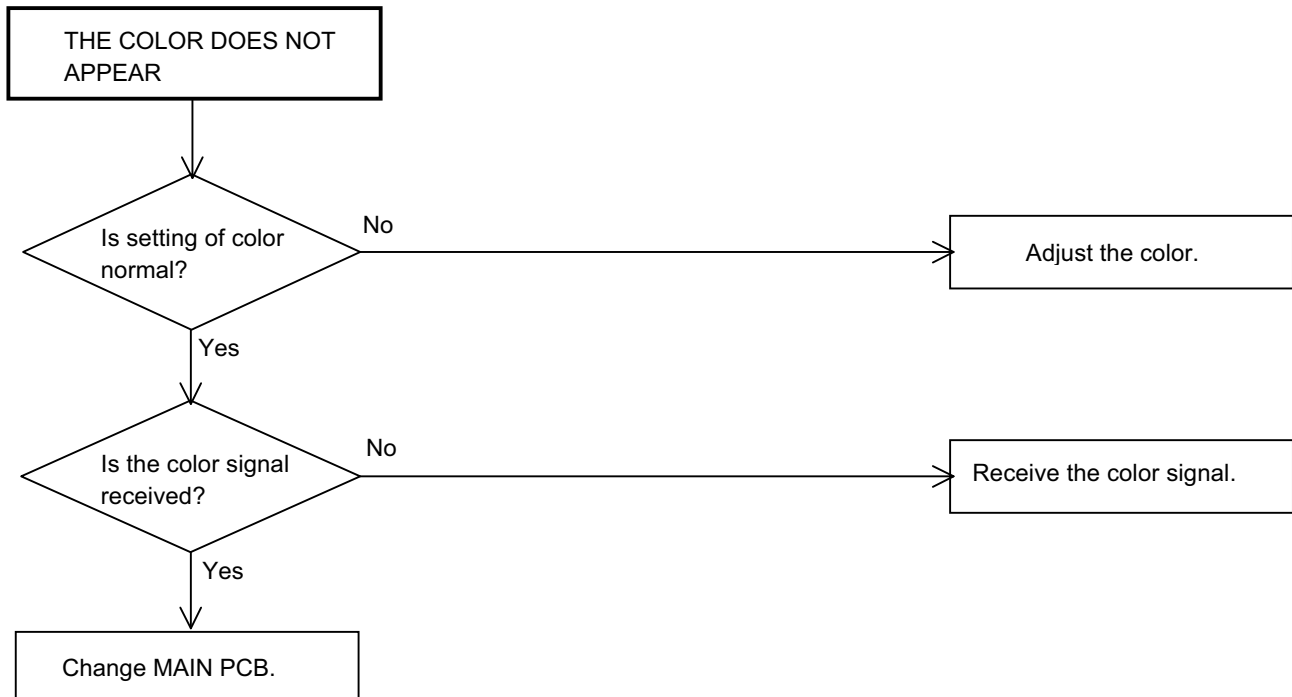 THE COLOR DOES NOT
APPEAR
Is setting of color
normal?
No
Adjust the color.
Yes
Is the color signal
received?
No
Receive the color signal.
Yes
Change MAIN PCB.